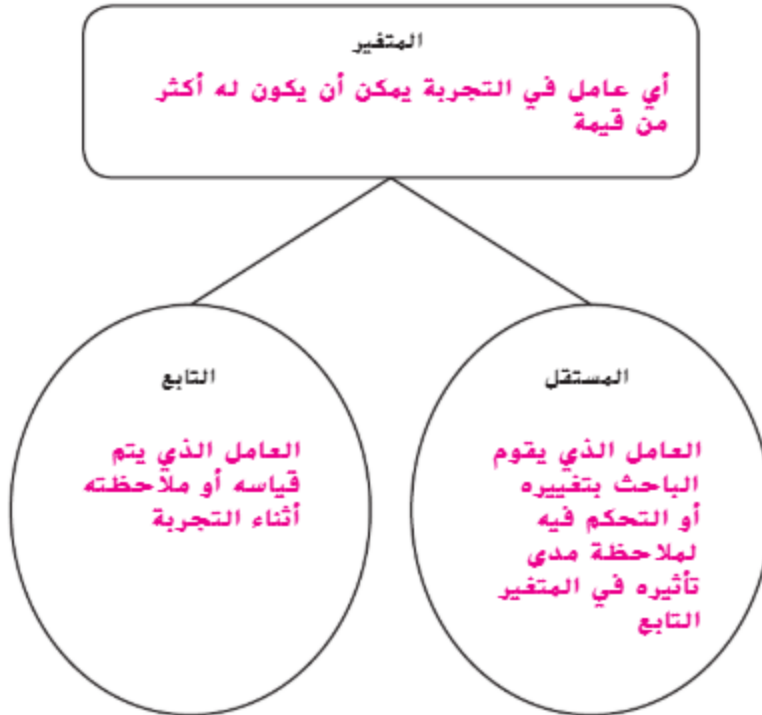 المتغير
أي عامل في التجربة يمكن أن يكون له أكثر
من قيمة
المستقل
العامل الذي يقوم
الباحث بتغييره
أو التحكم فيه
لملاحظة مدى
تأثيره في المتغير
التابع
التابع
العامل الذي يتم
قياسه أو ملاحظته
أثناء التجربة